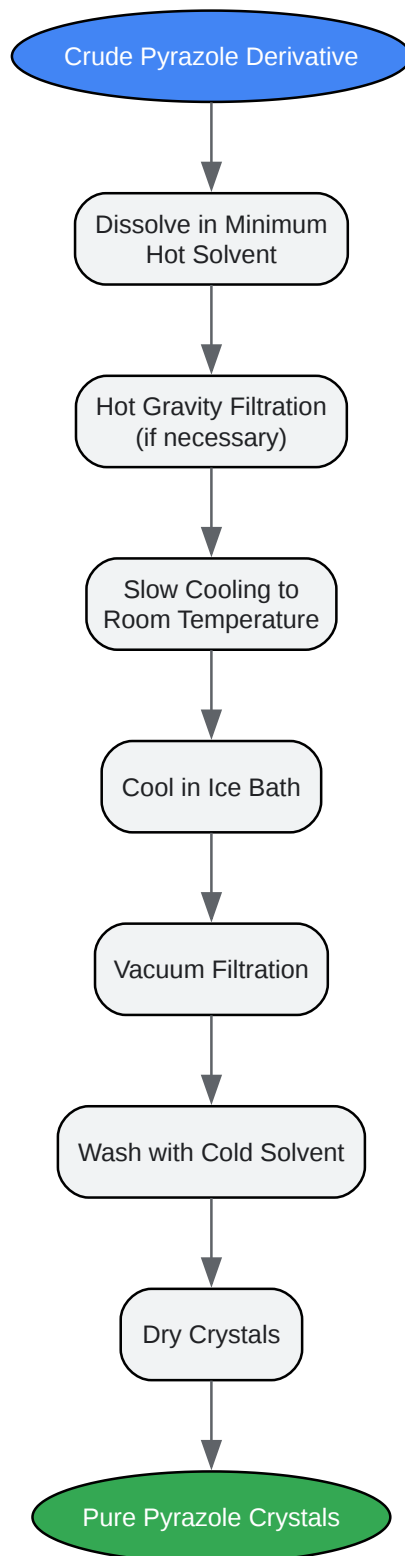 Crude Pyrazole Derivative
Dissolve in Minimum
Hot Solvent
Hot Gravity Filtration
(if necessary)
Slow Cooling to
Room Temperature
Cool in Ice Bath
Vacuum Filtration
Wash with Cold Solvent
Dry Crystals
Pure Pyrazole Crystals